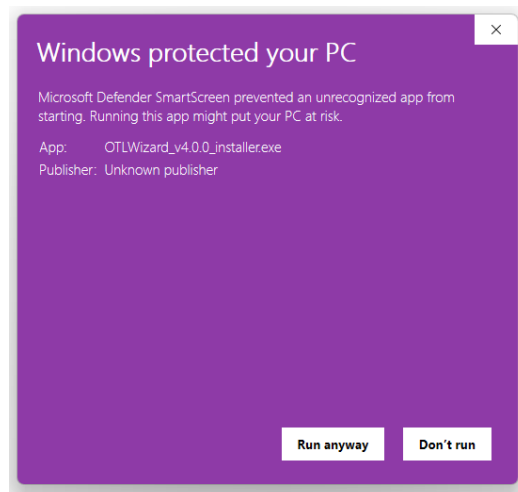 Windows protected your PC
Microsoft Defender SmartScreen prevented an unrecognized app from
starting. Running this app might put your PC at risk.
App: OTLWizard_v4.0.0_installer.exe
Publisher: Unknown publisher
Run anyway Don't run